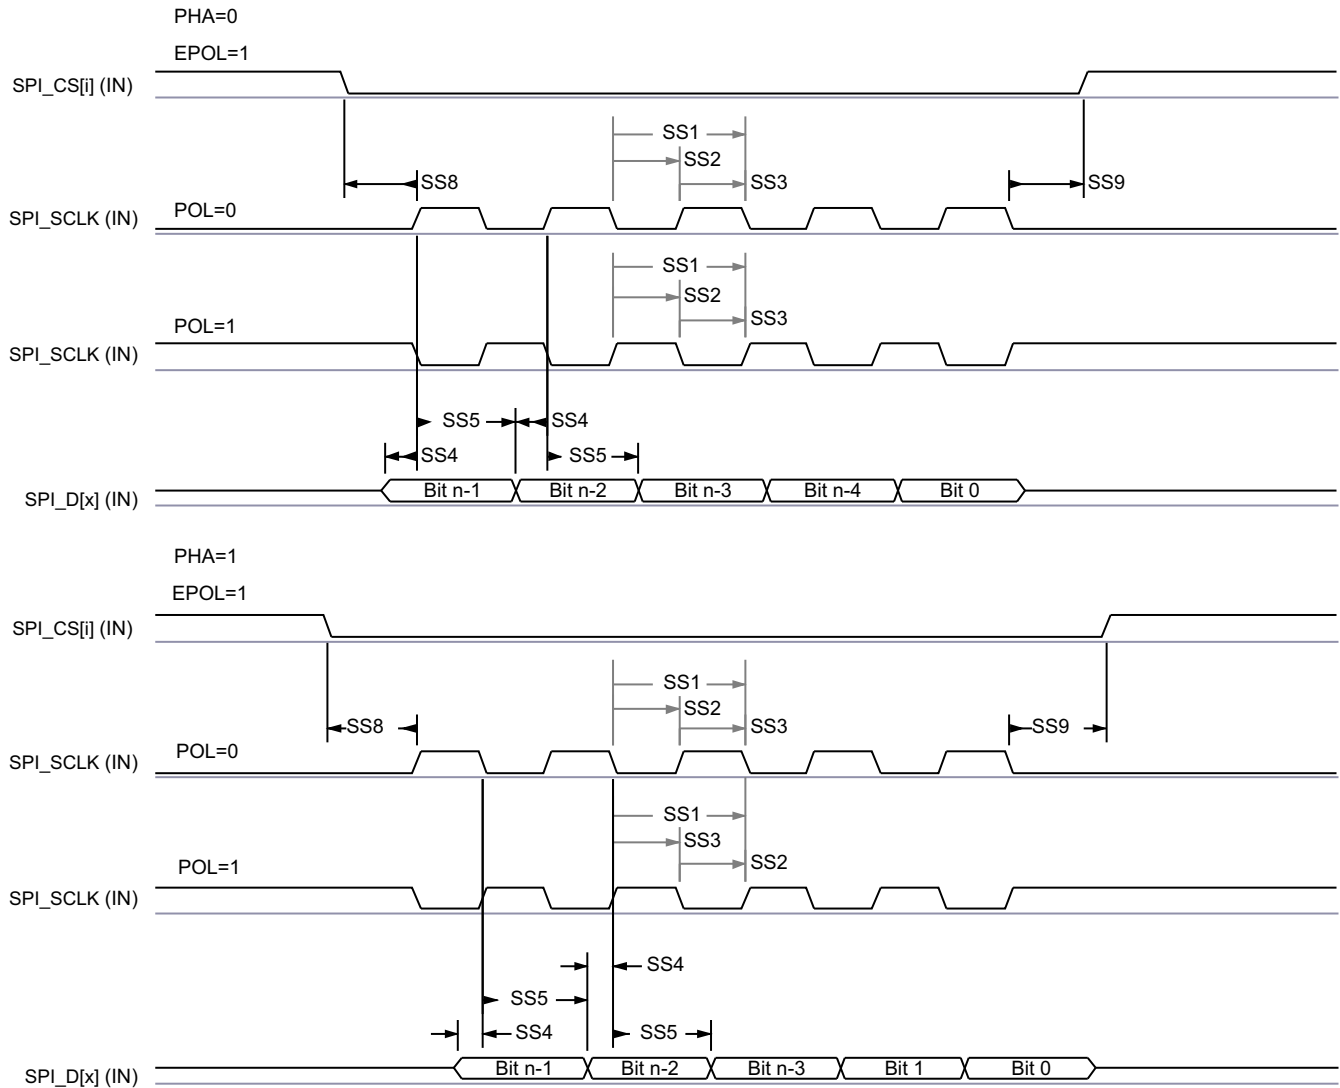 PHA=0
EPOL=1
SPI_CS[i] (IN)
SS1
SS2
SS8 SS3 SS9
SPI_SCLK (IN) POL=0
SS1
SS2
SS3
POL=1
SPI_SCLK (IN)
SS5 SS4
SS4 SS5
SPI_D[x] (IN) Bit n-1 Bit n-2 Bit n-3 Bit n-4 Bit 0
PHA=1
EPOL=1
SPI_CS[i] (IN)
SS1
SS2
SS8 SS3 SS9
POL=0
SPI_SCLK (IN)
SS1
SS3
SS2
POL=1
SPI_SCLK (IN)
SS4
SS5
SS4 SS5
SPI_D[x] (IN) Bit n-1 Bit n-2 Bit n-3 Bit 1 Bit 0